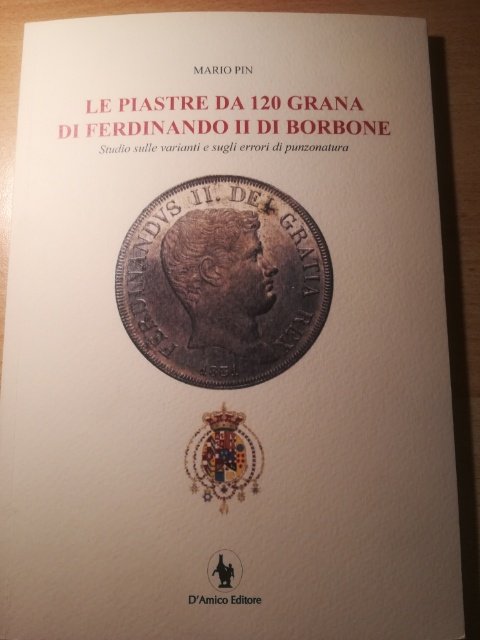 MARIO PIN
LE PIASTRE DA 120 GRANA
DI FERDINANDO II DI BORBONE
Studio sulle varianti e sugli errori di punzonatura
FERDINANDVS II. DEI GRATIA REX
1831
D'Amico Editore